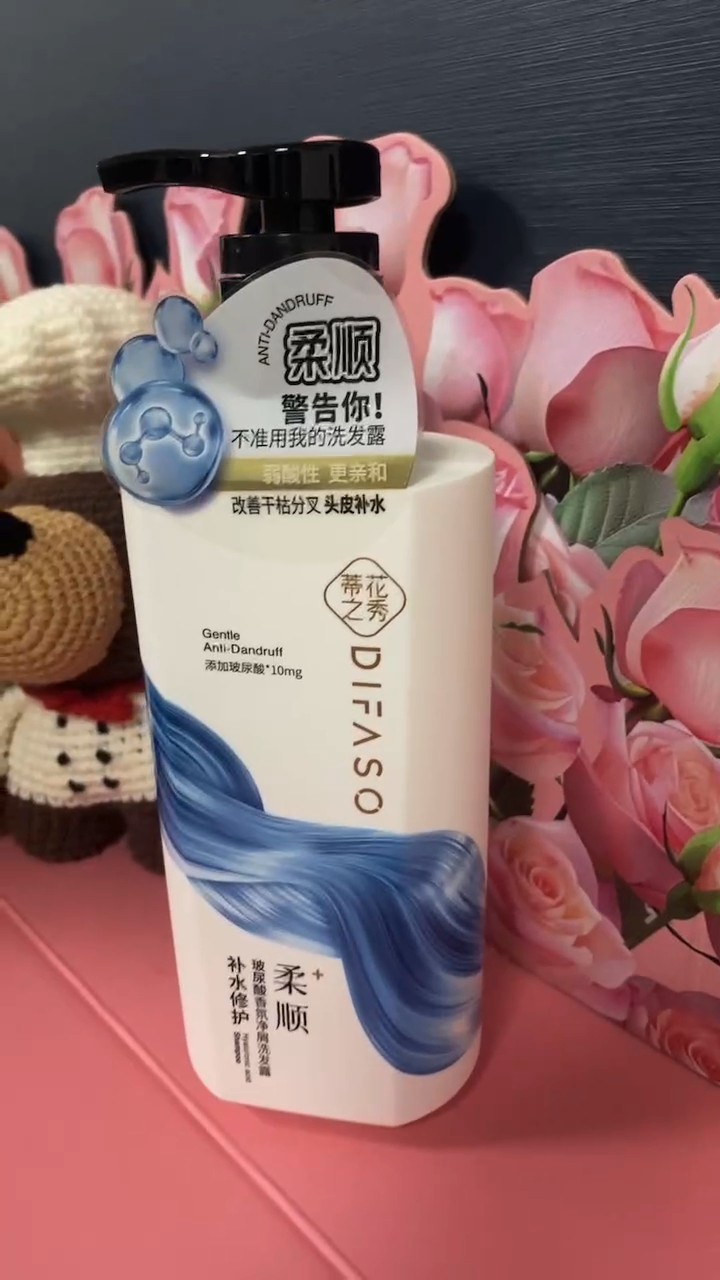 ANTI-DANDRUFF
柔顺
警告你!
不准用我的洗发露
弱酸性 更亲和
改善干枯分叉 头皮补水
蒂花
之秀
DIFASO
Gentle
Anti-Dandruff
添加玻尿酸*10mg
柔顺+
玻尿酸香氛净屑洗发露
补水修护
Hyaluronic acid
Shampoo